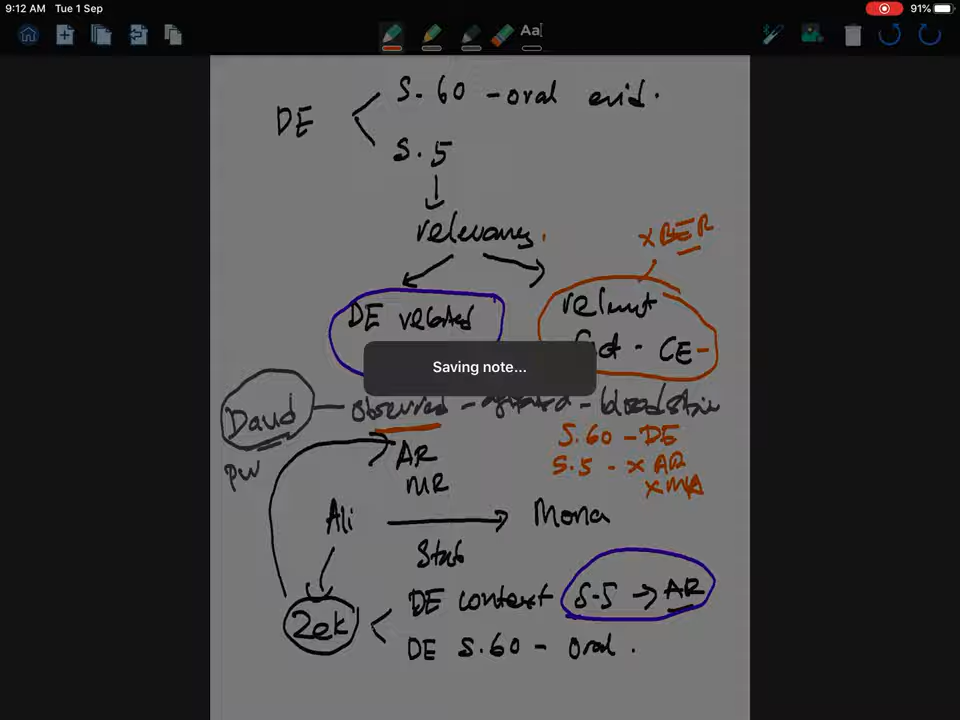 9:12 AM Tue 1 Sep
91%
Aa
S.60 - oral evid.
DE
S.5
relevancy.
x BER
DE related
relevant
CE -
Saving note...
Daud - observed - - bloodstain
PW
S.60 - DE
AR
S.5 - x AR
MR
x MR
Ali
Mona
Stab
DE context
S.5 → AR
Zek
DE S.60 - oral.